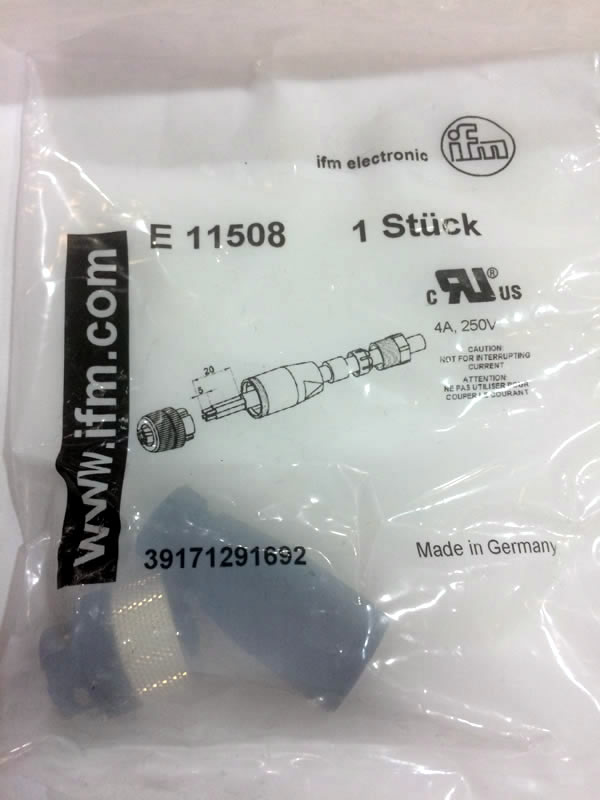 ifm electronic ifm
E 11508 1 Stück
www.ifm.com
C RU ® US
4A, 250V
CAUTION:
NOT FOR INTERRUPTING
CURRENT
ATTENTION:
NE PAS UTILISER POUR
COUPER LE COURANT
20
5
39171291692
Made in Germany